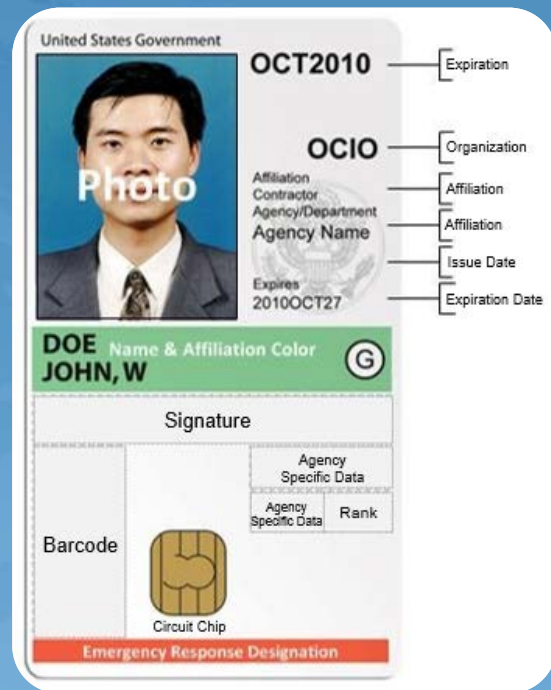 United States Government
OCT2010
Expiration
Photo
OCIO
Organization
Affiliation
Contractor
Affiliation
Agency/Department
Agency Name
Affiliation
Issue Date
Expires
2010OCT27
Expiration Date
DOE Name & Affiliation Color
JOHN, W
G
Signature
Agency
Specific Data
Agency
Specific Data
Rank
Barcode
Circuit Chip
Emergency Response Designation